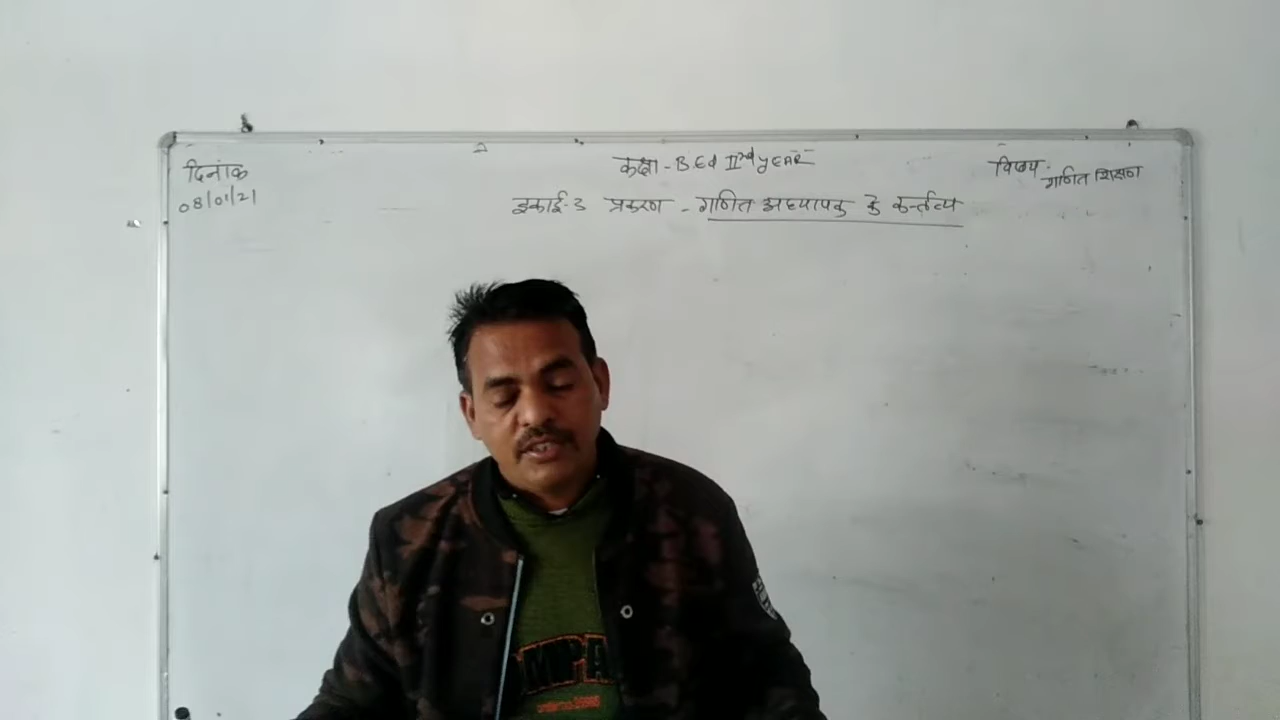 दिनांक
08/01/21
कक्षा - B.Ed IInd YEAR
विषय - गणित शिक्षण
इकाई-3 प्रकरण - गणित अध्यापक के कर्त्तव्य